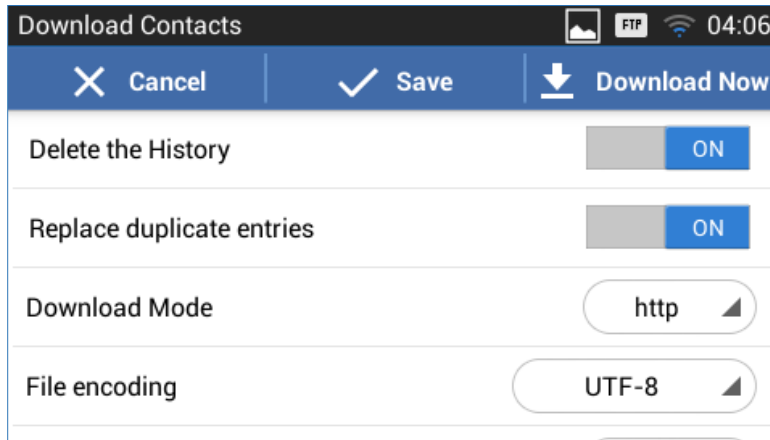 Download Contacts FTP 04:06
Cancel Save Download Now
Delete the History ON
Replace duplicate entries ON
Download Mode http
File encoding UTF-8